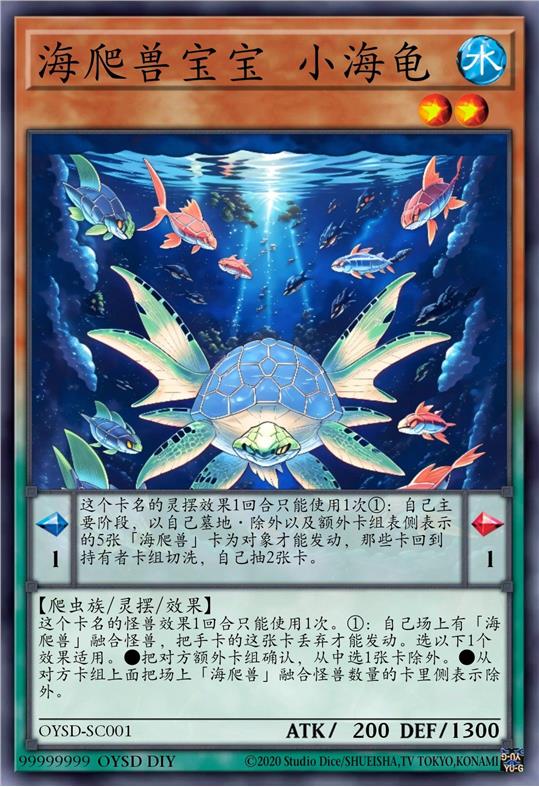 海爬兽宝宝 小海龟
水
这个卡名的灵摆效果1回合只能使用1次①：自己主
要阶段，以自己墓地·除外以及额外卡组表侧表示
的5张「海爬兽」卡为对象才能发动，那些卡回到
持有者卡组切洗，自己抽2张卡。
1
1
【爬虫族/灵摆/效果】
这个卡名的怪兽效果1回合只能使用1次。①：自己场上有「海
爬兽」融合怪兽，把手卡的这张卡丢弃才能发动。选以下1个
效果适用。●把对方额外卡组确认，从中选1张卡除外。●从
对方卡组上面把场上「海爬兽」融合怪兽数量的卡里侧表示除
外。
OYSD-SC001
ATK/ 200 DEF/1300
99999999 OYSD DIY
©2020 Studio Dice/SHUEISHA,TV TOKYO,KONAMI